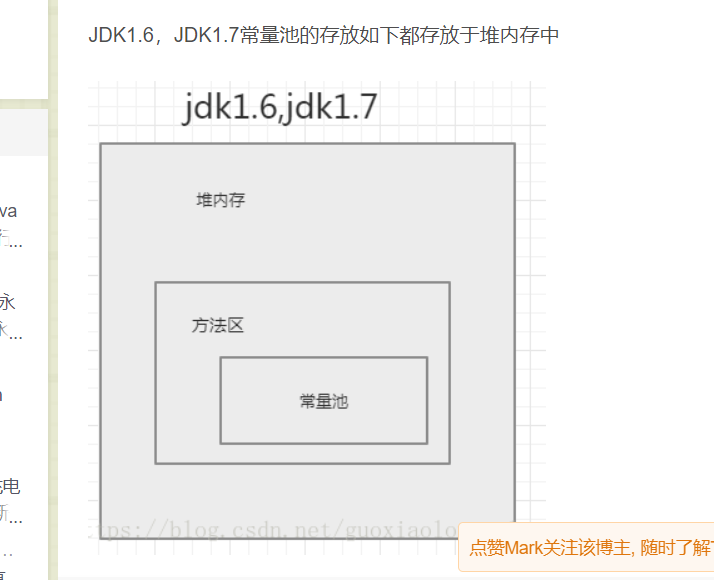 JDK1.6，JDK1.7常量池的存放如下都存放于堆内存中
jdk1.6,jdk1.7
堆内存
方法区
常量池
tps://blog.csdn.net/guoxiaolo
点赞Mark关注该博主, 随时了解
va
...
永
...
电
...
...